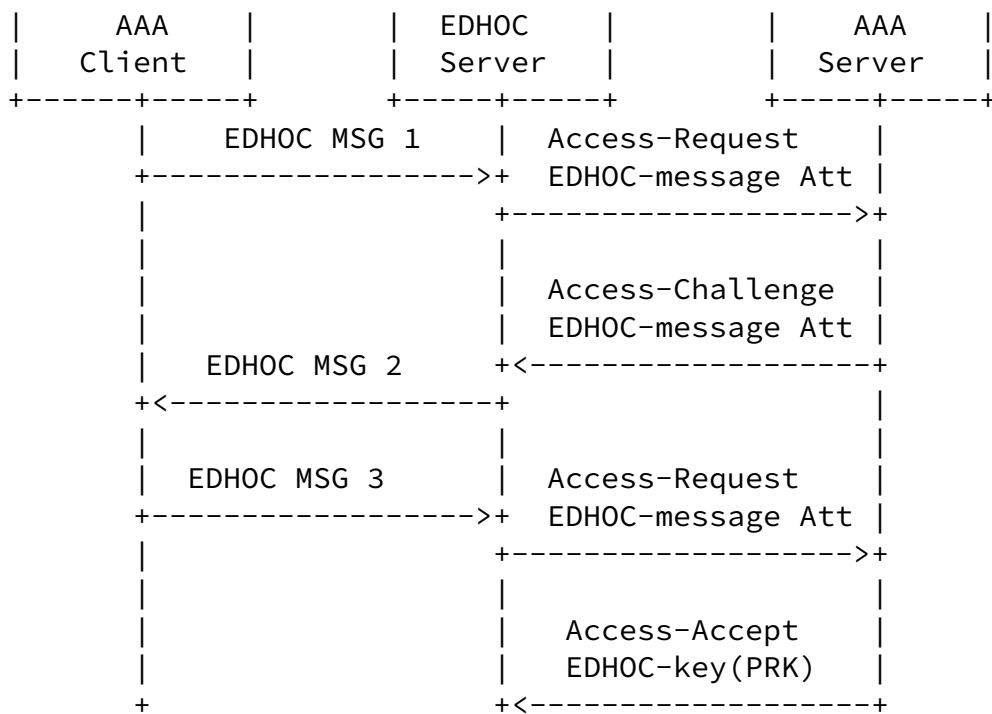 |     AAA     |       |   EDHOC   |        |    AAA    |
|   Client    |       |   Server  |        |   Server  |
+------+-----+       +-----+-----+        +-----+-----+
|    EDHOC MSG 1    |  Access-Request    |
+------------------>+  EDHOC-message Att |
|                   +------------------->+
|                   |                    |
|                   |  Access-Challenge  |
|                   |  EDHOC-message Att |
|   EDHOC MSG 2     +<-------------------+
+<------------------+                    |
|                   |                    |
|  EDHOC MSG 3      |  Access-Request    |
+------------------>+  EDHOC-message Att |
|                   +------------------->+
|                   |                    |
|                   |   Access-Accept    |
|                   |   EDHOC-key(PRK)   |
+                   +<-------------------+